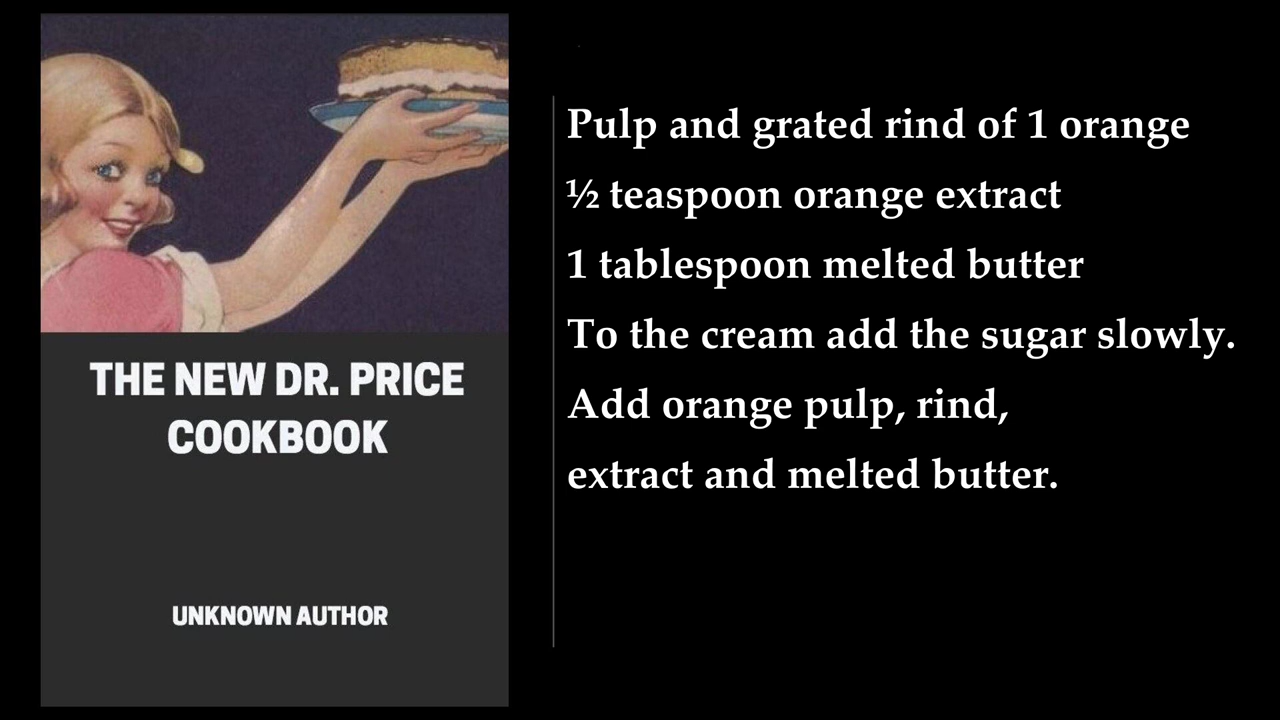 THE NEW DR. PRICE
COOKBOOK
UNKNOWN AUTHOR
Pulp and grated rind of 1 orange
½ teaspoon orange extract
1 tablespoon melted butter
To the cream add the sugar slowly.
Add orange pulp, rind,
extract and melted butter.